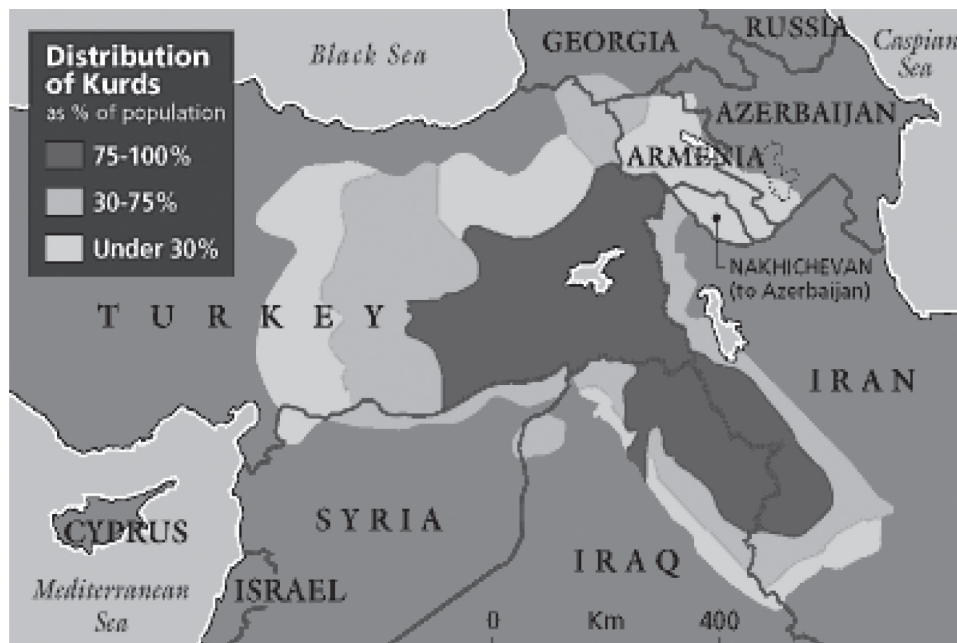 Distribution
of Kurds
as % of population
75-100%
30-75%
Under 30%
Black Sea
GEORGIA
RUSSIA
Caspian
Sea
AZERBAIJAN
ARMENIA
NAKHICHEVAN
(to Azerbaijan)
TURKEY
IRAN
SYRIA
CYPRUS
IRAQ
Mediterranean
Sea
ISRAEL
0 Km 400